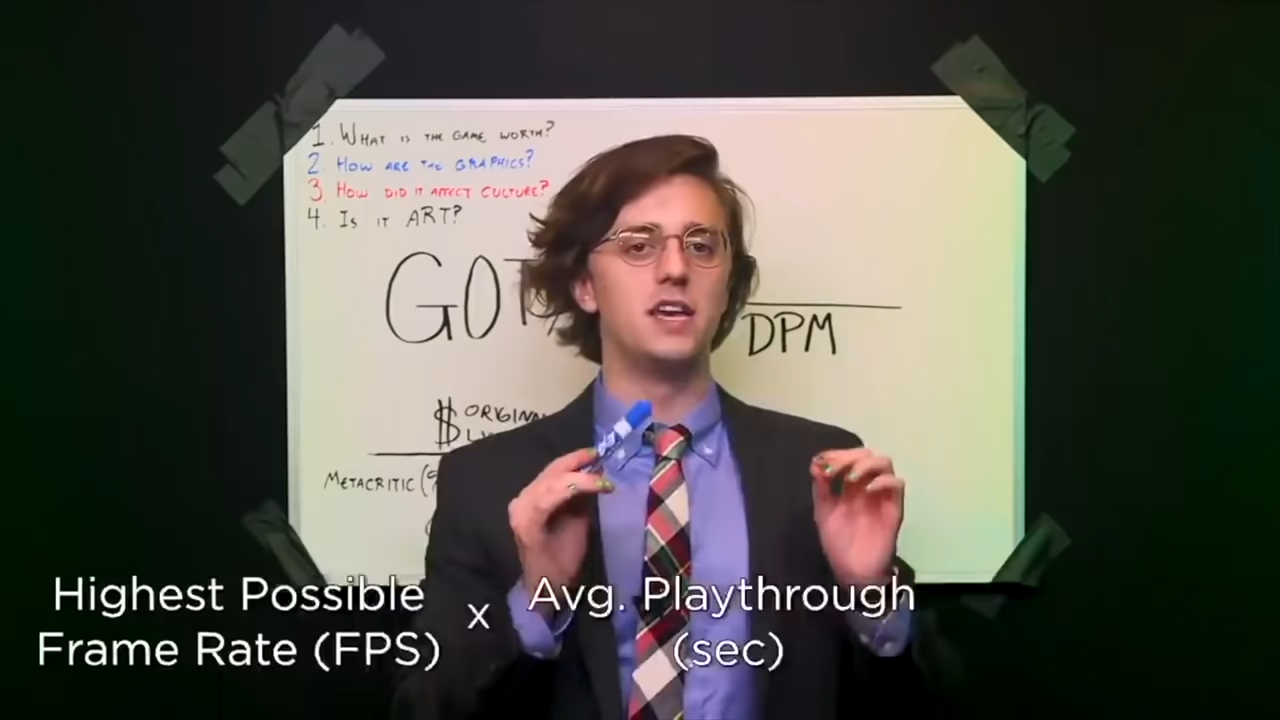 1. WHAT IS THE GAME WORTH?
2. HOW ARE THE GRAPHICS?
3. HOW DID IT AFFECT CULTURE?
4. IS IT ART?
DPM
$ ORIGINAL
METACRITIC
Highest Possible
Frame Rate (FPS)
x
Avg. Playthrough
(sec)